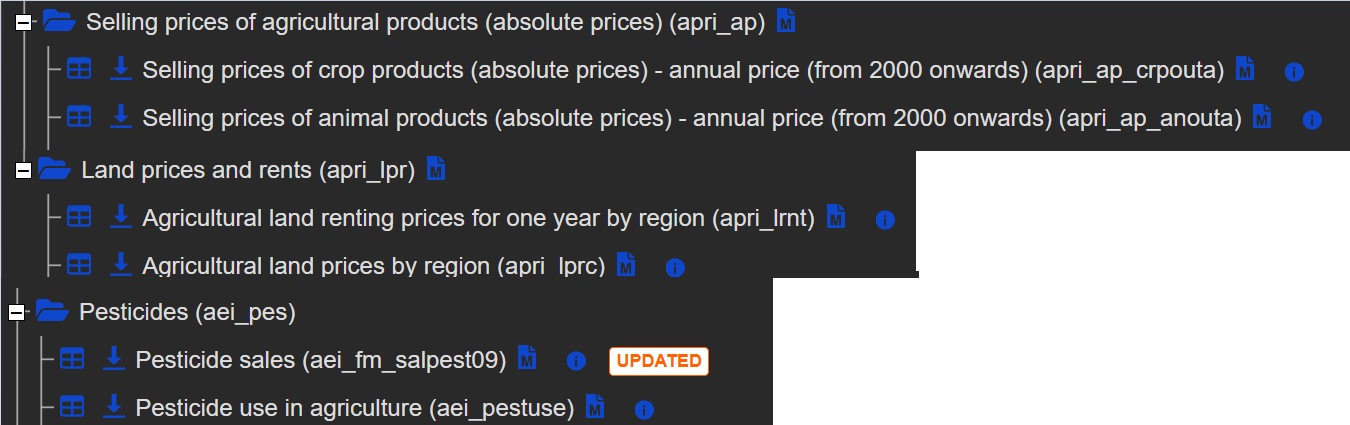 Selling prices of agricultural products (absolute prices) (apri_ap)
Selling prices of crop products (absolute prices) - annual price (from 2000 onwards) (apri_ap_crpouta)
Selling prices of animal products (absolute prices) - annual price (from 2000 onwards) (apri_ap_anouta)
Land prices and rents (apri_lpr)
Agricultural land renting prices for one year by region (apri_lrnt)
Agricultural land prices by region (apri_lprc)
Pesticides (aei_pes)
Pesticide sales (aei_fm_salpest09) UPDATED
Pesticide use in agriculture (aei_pestuse)